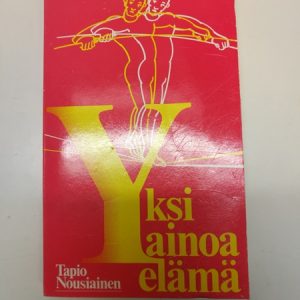 Yksi
ainoa
elämä
Tapio
Nousiainen